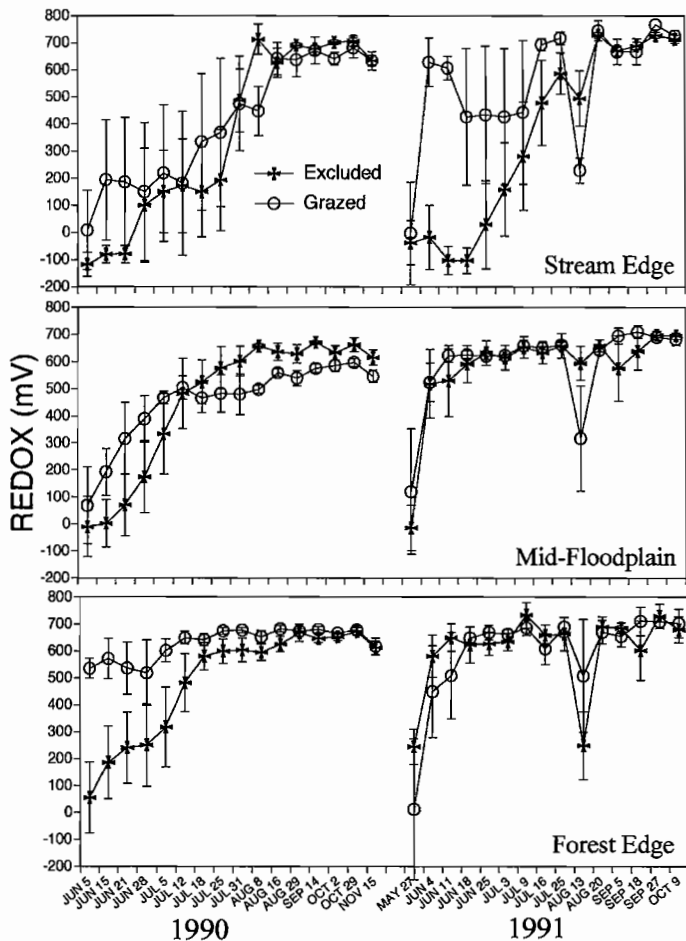 800
700
600
500
400
300
200
100
0
-100
-200
Excluded
Grazed
Stream Edge
800
700
600
500
400
300
200
100
0
-100
-200
REDOX (mV)
Mid-Floodplain
800
700
600
500
400
300
200
100
0
-100
-200
Forest Edge
JUN 5
JUN 15
JUN 21
JUN 28
JUL 5
JUL 12
JUL 18
JUL 25
JUL 31
AUG 8
AUG 16
AUG 29
SEP 14
OCT 2
OCT 29
NOV 15
MAY 27
JUN 4
JUN 11
JUN 18
JUN 25
JUL 3
JUL 9
JUL 16
JUL 25
AUG 13
AUG 20
SEP 5
SEP 18
SEP 27
OCT 9
1990
1991